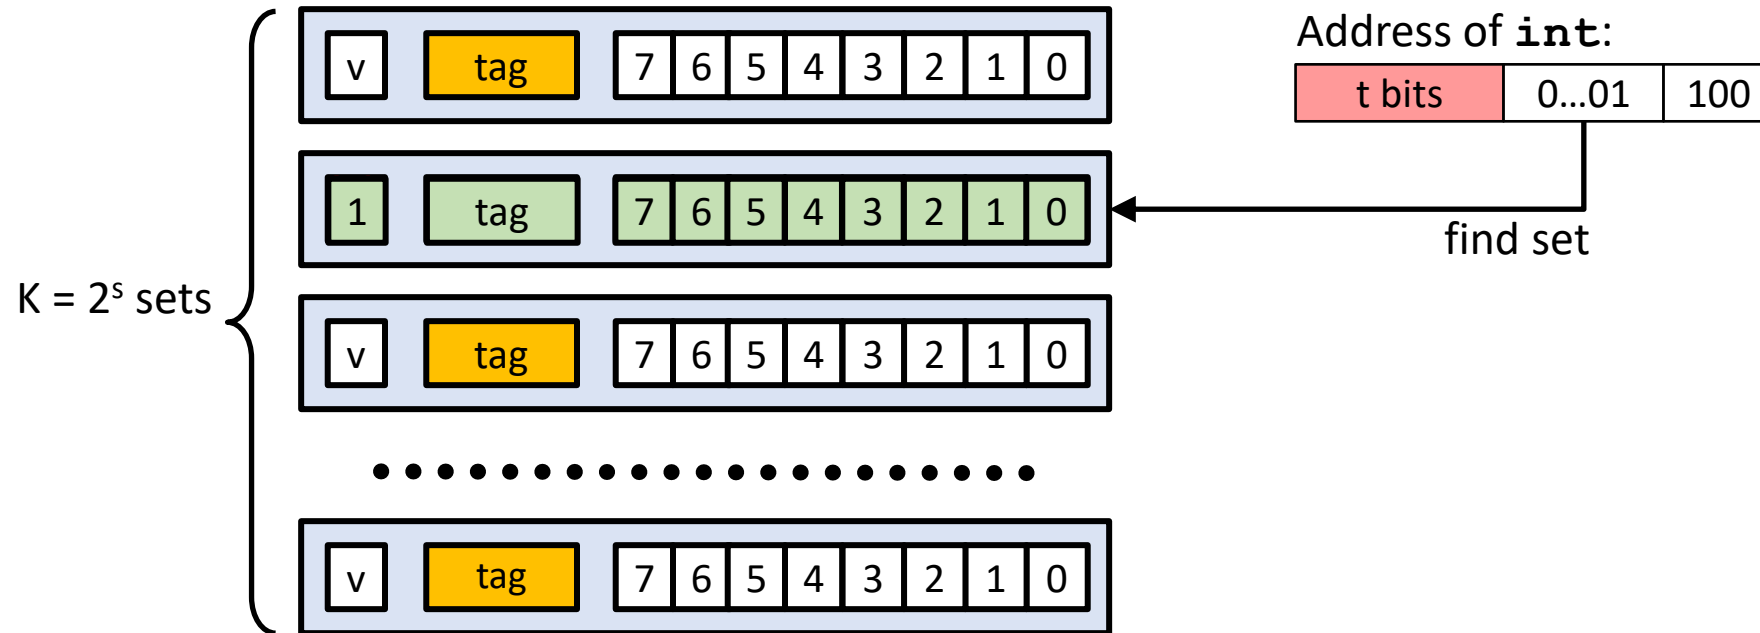 v tag 7 6 5 4 3 2 1 0
Address of int:
t bits 0...01 100
1 tag 7 6 5 4 3 2 1 0
find set
K = 2ˢ sets
v tag 7 6 5 4 3 2 1 0
v tag 7 6 5 4 3 2 1 0